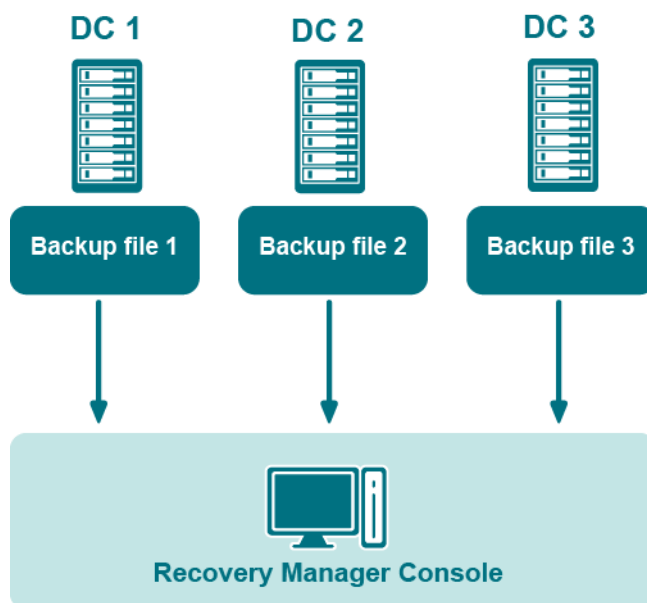 DC 1
DC 2
DC 3
Backup file 1
Backup file 2
Backup file 3
Recovery Manager Console